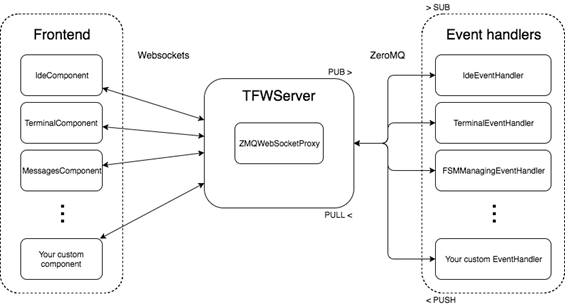 > SUB
Frontend
Event handlers
Websockets
ZeroMQ
IdeComponent
PUB >
IdeEventHandler
TFWServer
TerminalComponent
TerminalEventHandler
ZMQWebSocketProxy
MessagesComponent
FSMManagingEventHandler
PULL <
Your custom
component
Your custom EventHandler
< PUSH